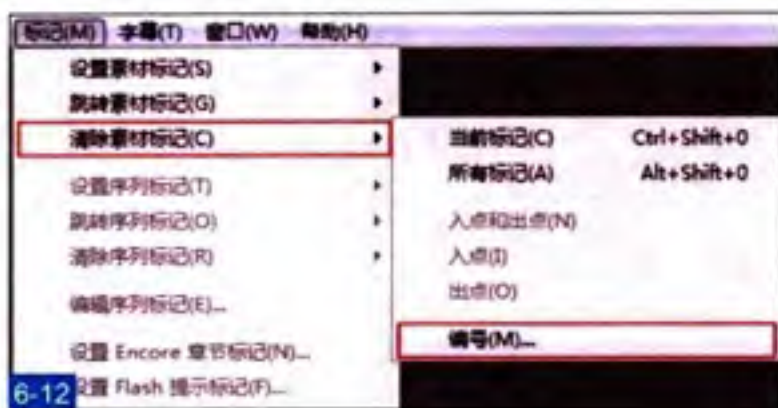 标记(M) 字幕(T) 窗口(W) 帮助(H)
设置素材标记(S)
跳转素材标记(G)
清除素材标记(C)
设置序列标记(T)
跳转序列标记(O)
清除序列标记(R)
编辑序列标记(E)...
设置 Encore 章节标记(N)...
设置 Flash 提示标记(F)...
当前标记(C) Ctrl+Shift+0
所有标记(A) Alt+Shift+0
入点和出点(N)
入点(I)
出点(O)
编号(M)...
6-12